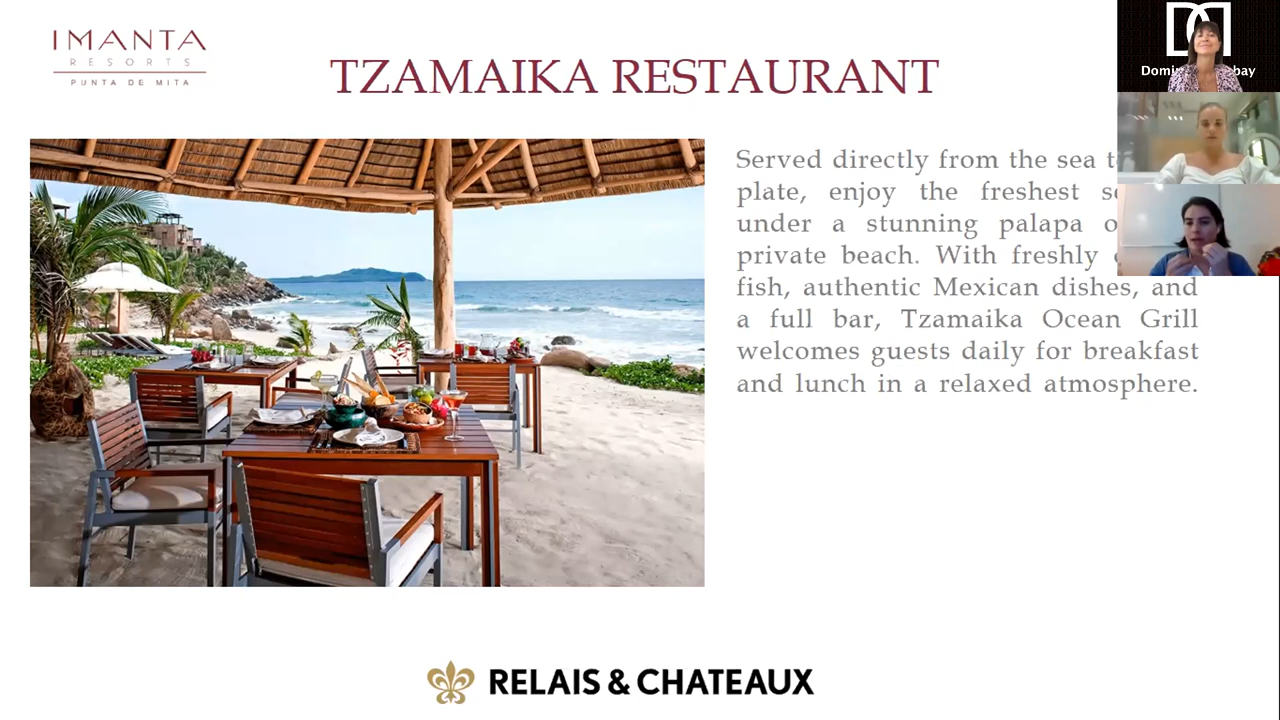 IMANTA
RESORTS
PUNTA DE MITA
TZAMAIKA RESTAURANT
Served directly from the sea
plate, enjoy the freshest
under a stunning palapa
private beach. With freshly
fish, authentic Mexican dishes, and
a full bar, Tzamaika Ocean Grill
welcomes guests daily for breakfast
and lunch in a relaxed atmosphere.
RELAIS & CHATEAUX